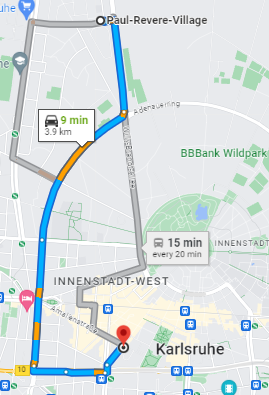 Paul-Revere-Village
Adenauerring
9 min
3.9 km
BBBank Wildpark
15 min
every 20 min
INNENSTADT
INNENSTADT-WEST
Amalienstraße
Karlsruhe
10